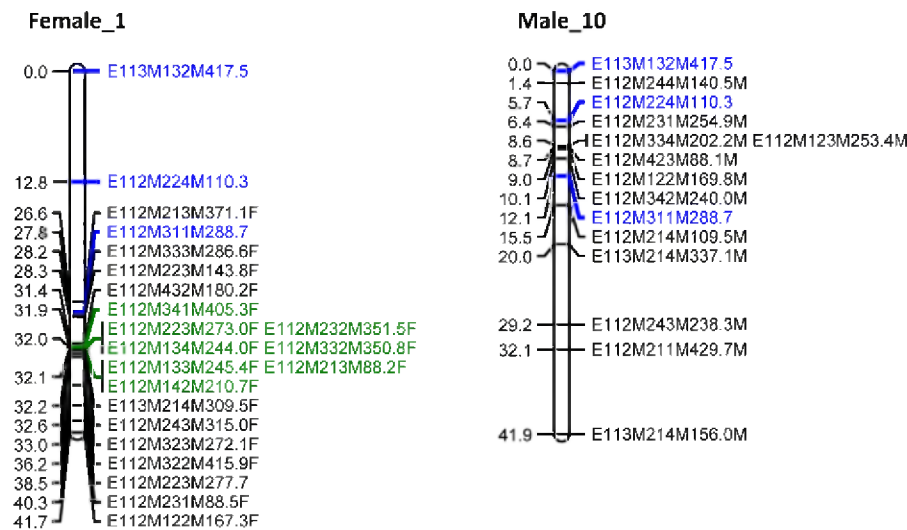 Female_1
0.0 E113M132M417.5
12.8 E112M224M110.3
26.6 E112M213M371.1F
27.8 E112M311M288.7
28.2 E112M333M286.6F
28.3 E112M223M143.8F
31.4 E112M432M180.2F
31.9 E112M341M405.3F
E112M223M273.0F E112M232M351.5F
32.0 E112M134M244.0F E112M332M350.8F
E112M133M245.4F E112M213M88.2F
32.1 E112M142M210.7F
32.2 E113M214M309.5F
32.6 E112M243M315.0F
33.0 E112M323M272.1F
36.2 E112M322M415.9F
38.5 E112M223M277.7
40.3 E112M231M88.5F
41.7 E112M122M167.3F
Male_10
0.0 E113M132M417.5
1.4 E112M244M140.5M
5.7 E112M224M110.3
6.4 E112M231M254.9M
8.6 E112M334M202.2M E112M123M253.4M
8.7 E112M423M88.1M
9.0 E112M122M169.8M
10.1 E112M342M240.0M
12.1 E112M311M288.7
15.5 E112M214M109.5M
20.0 E113M214M337.1M
29.2 E112M243M238.3M
32.1 E112M211M429.7M
41.9 E113M214M156.0M